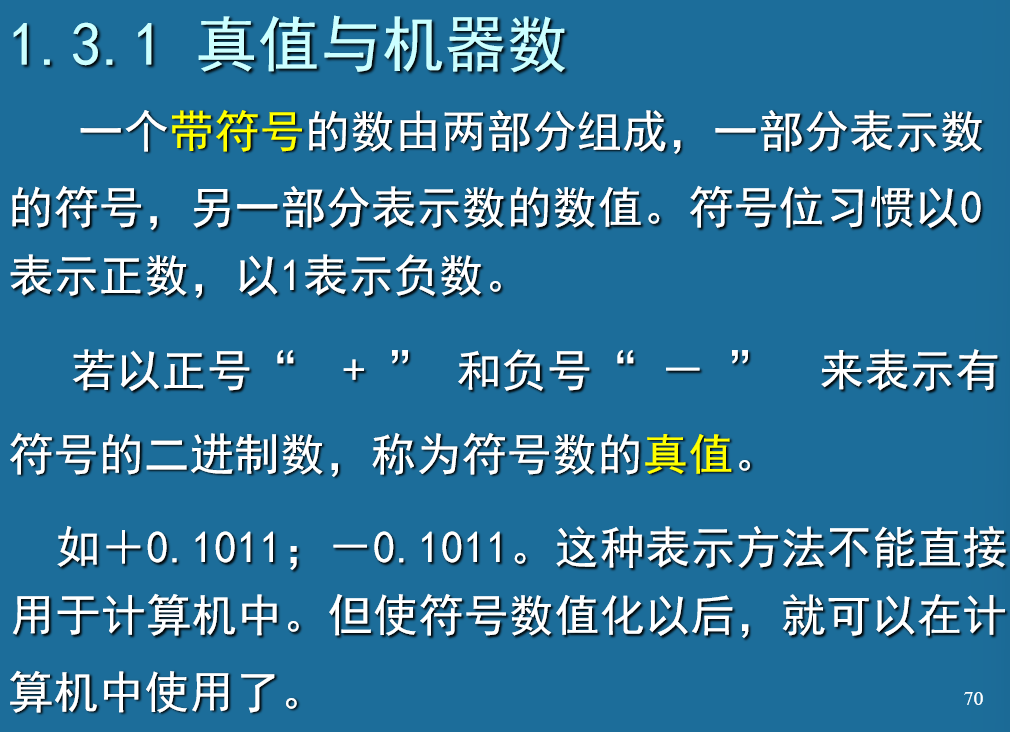 1.3.1 真值与机器数
一个带符号的数由两部分组成，一部分表示数
的符号，另一部分表示数的数值。符号位习惯以0
表示正数，以1表示负数。
若以正号“ + ” 和负号“ － ” 来表示有
符号的二进制数，称为符号数的真值。
如＋0.1011；－0.1011。这种表示方法不能直接
用于计算机中。但使符号数值化以后，就可以在计
算机中使用了。
70